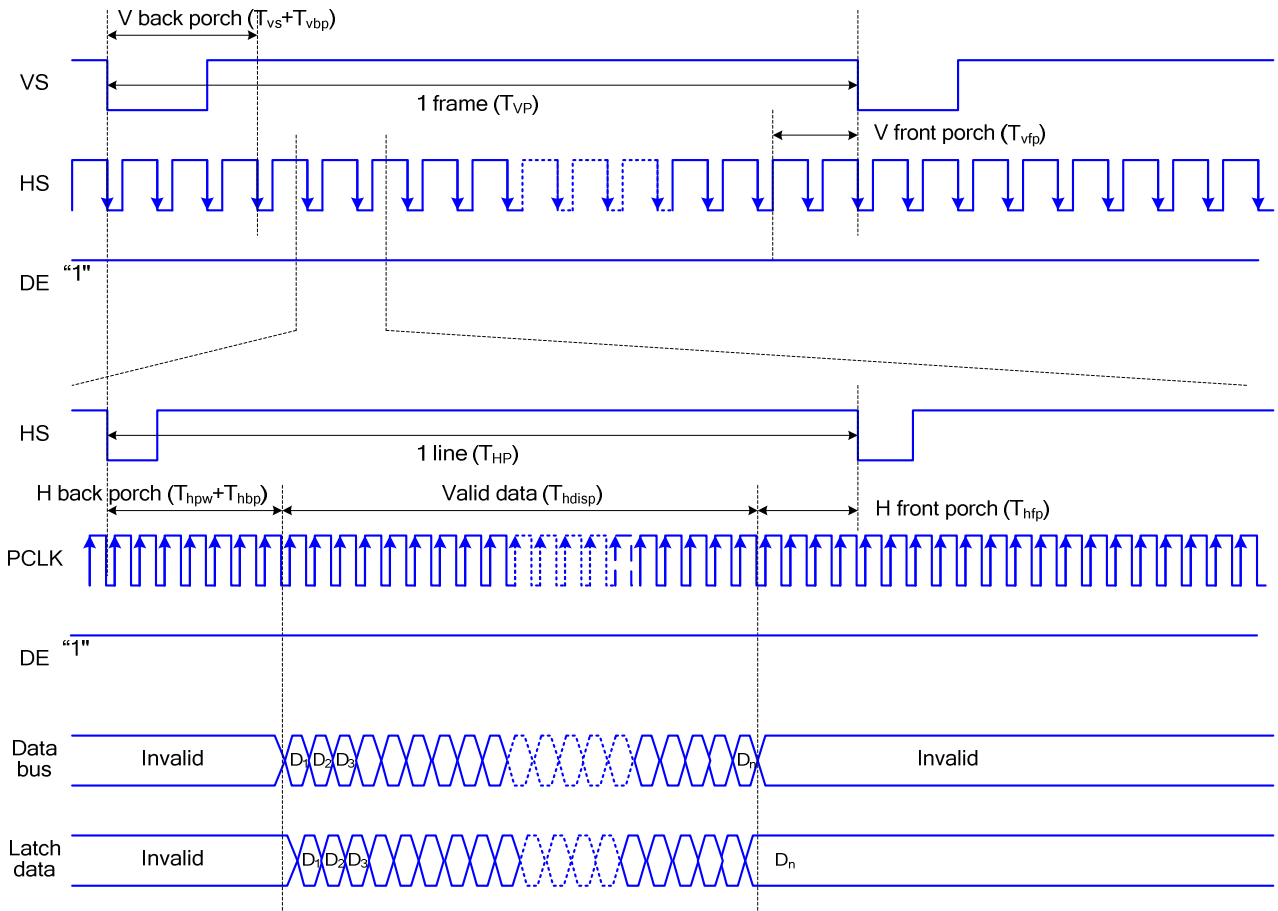 V back porch (Tvs+Tvbp)
VS
1 frame (TVP)
V front porch (Tvfp)
HS
DE “1"
HS
1 line (THP)
H back porch (Thpw+Thbp)
Valid data (Thdisp)
H front porch (Thfp)
PCLK
DE “1"
Data
bus
Invalid
D1 D2 D3
Dn
Invalid
Latch
data
Invalid
D1 D2 D3
Dn